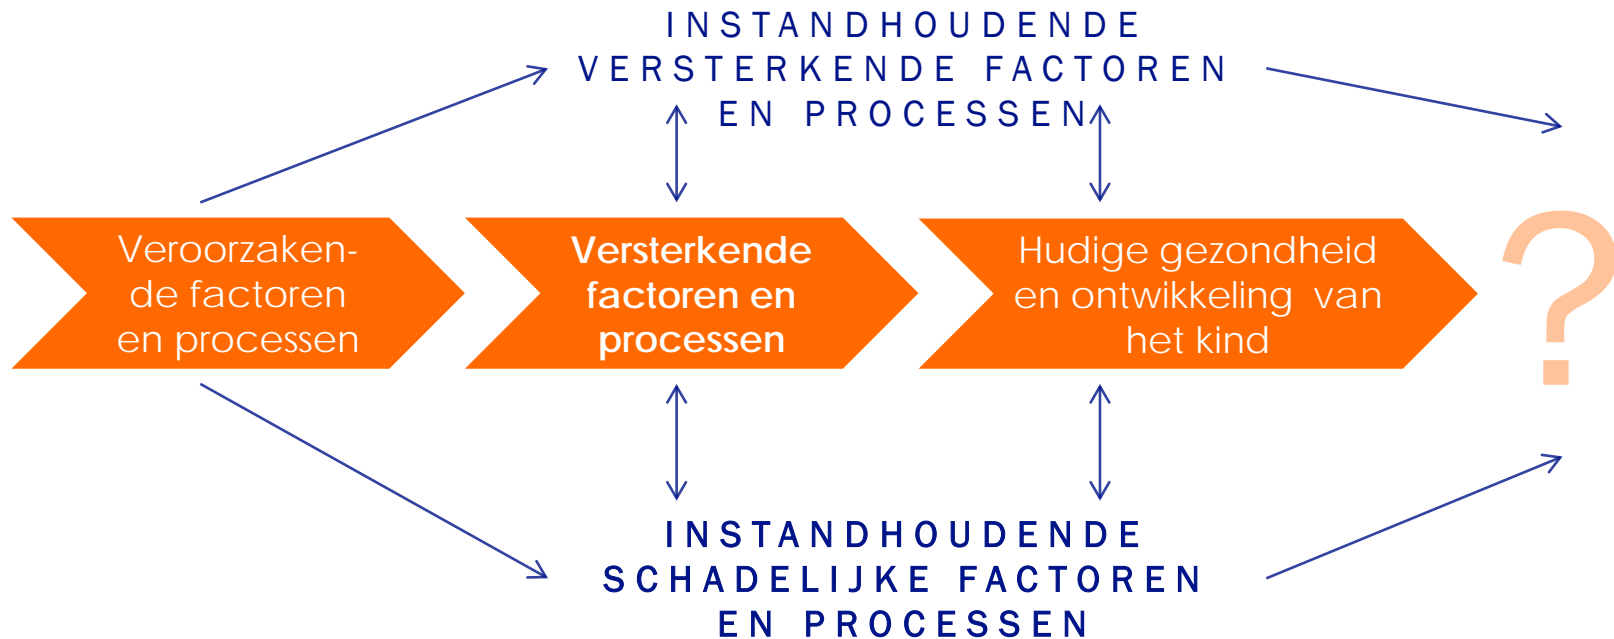 INSTANDHOUDENDE
VERSTERKENDE FACTOREN
EN PROCESSEN
Veroorzaken-
de factoren
en processen
Versterkende
factoren en
processen
Hudige gezondheid
en ontwikkeling van
het kind
?
INSTANDHOUDENDE
SCHADELIJKE FACTOREN
EN PROCESSEN